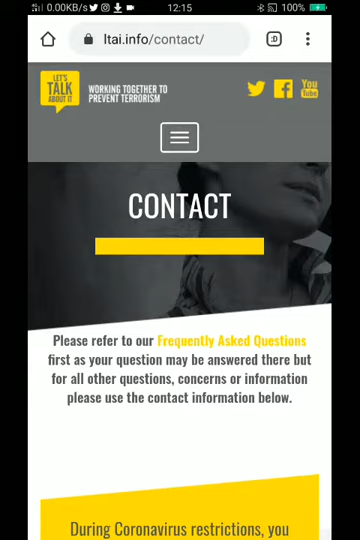 0.00KB/s
12:15
100%
ltai.info/contact/
:D
LET'S
TALK
ABOUT IT
WORKING TOGETHER TO
PREVENT TERRORISM
You
Tube
CONTACT
Please refer to our Frequently Asked Questions
first as your question may be answered there but
for all other questions, concerns or information
please use the contact information below.
During Coronavirus restrictions, you